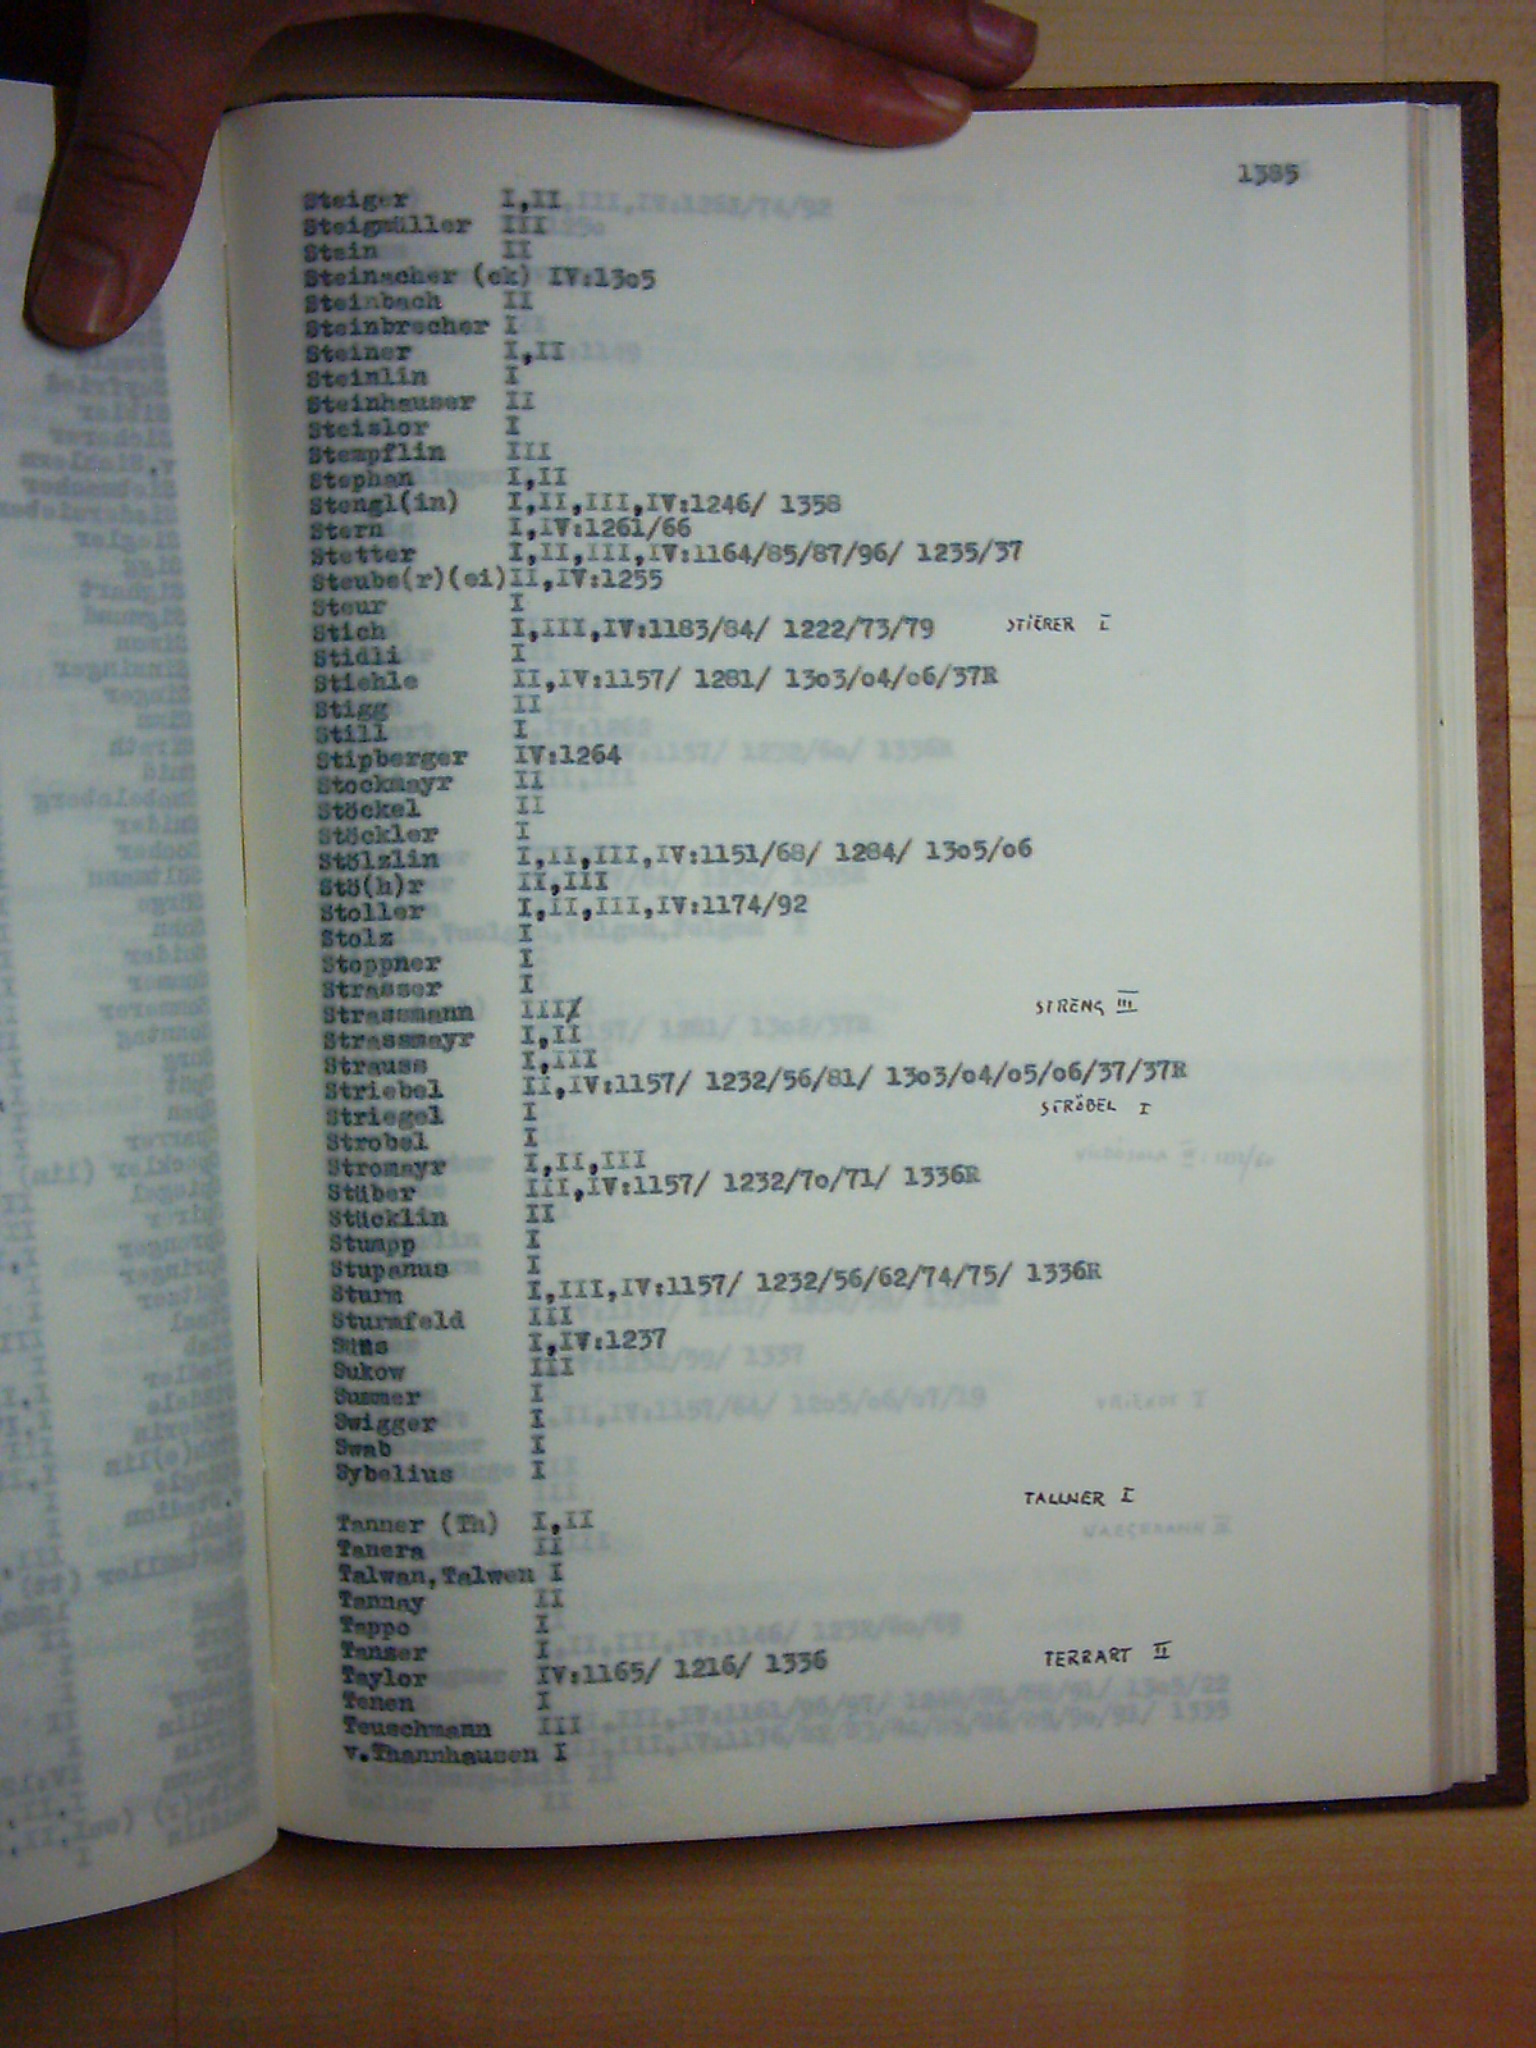 1385
Steiger I,II
Steigmüller III
Stein II
Steinacher (ck) IV:13o5
Steinbach II
Steinbrecher I
Steiner I,II
Steinlin I
Steinhauser II
Steislor I
Stempflin III
Stephan I,II
Stengl(in) I,II,III,IV:1246/ 1358
Stern I,IV:1261/66
Stetter I,II,III,IV:1164/85/87/96/ 1235/37
Steube(r)(ei)II,IV:1255
Steur I
Stich I,III,IV:1183/84/ 1222/73/79 STIERER I
Stidli I
Stiehle II,IV:1157/ 1281/ 13o3/o4/o6/37R
Stigg II
Still I
Stipberger IV:1264
Stockmayr II
Stöckel II
Stöckler I
Stölzlin I,II,III,IV:1151/68/ 1284/ 13o5/o6
Stö(h)r II,III
Stoller I,II,III,IV:1174/92
Stolz I
Stoppner I
Strasser I
Strassmann III STRENG III
Strassmayr I,II
Strauss I,III
Striebel II,IV:1157/ 1232/56/81/ 13o3/o4/o5/o6/37/37R
Striegel I STRÖBEL I
Strobel I
Stromayr I,II,III
Stüber III,IV:1157/ 1232/7o/71/ 1336R
Stücklin II
Stumpp I
Stupanus I
Sturm I,III,IV:1157/ 1232/56/62/74/75/ 1336R
Sturmfeld III
I,IV:1237
Sukow III
Summer I
Swigger I
Swab I
Sybelius I
TALLNER I
Tanner (Th) I,II
Tanera II
Talwan,Talwen I
Tannay II
Tappo I
Tanser I
Taylor IV:1165/ 1216/ 1336 TERRART II
Tenen I
Teuschmann III
v.Thannhausen I